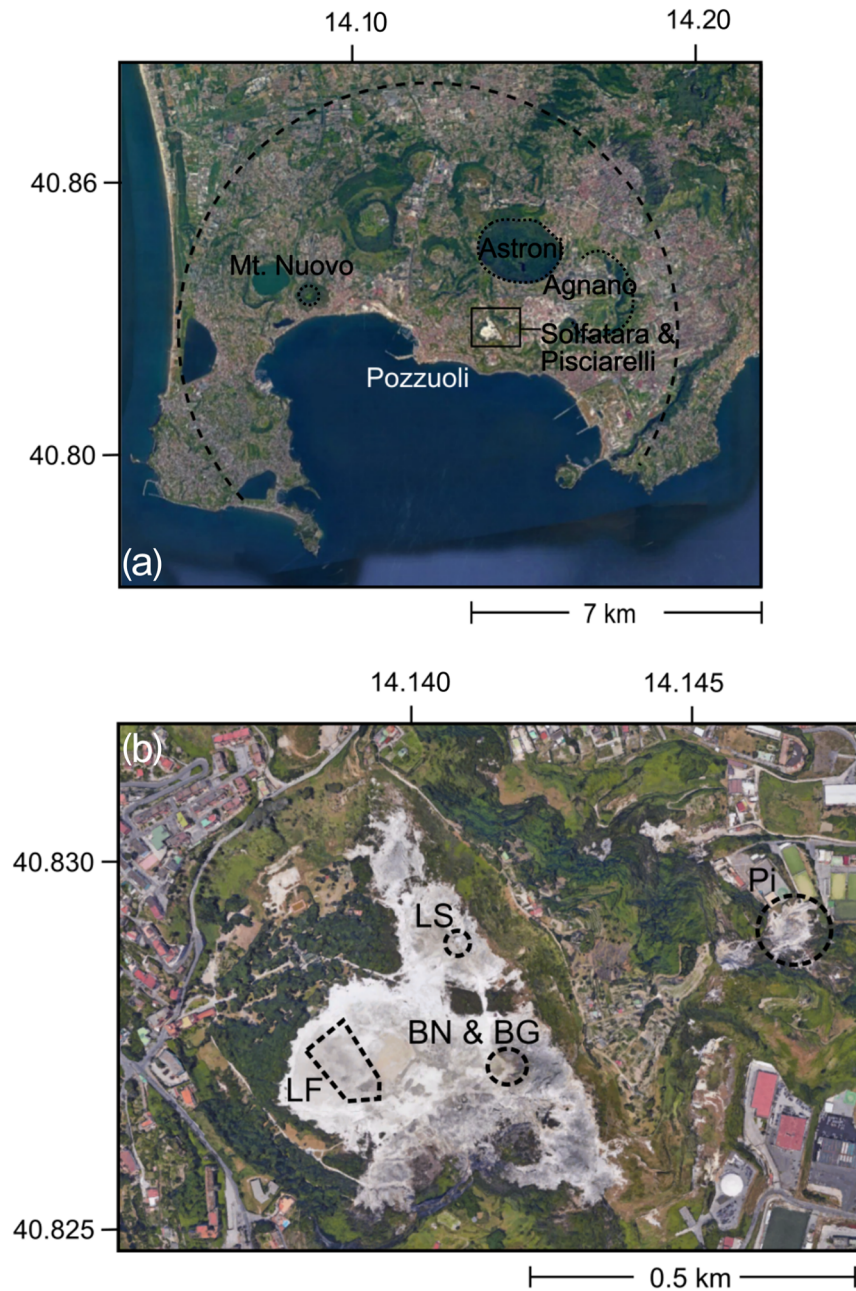 14.10
14.20
40.86
Astroni
Mt. Nuovo
Agnano
Solfatara &
Pisciarelli
Pozzuoli
40.80
(a)
7 km
14.140
14.145
(b)
40.830
Pi
LS
BN & BG
LF
40.825
0.5 km